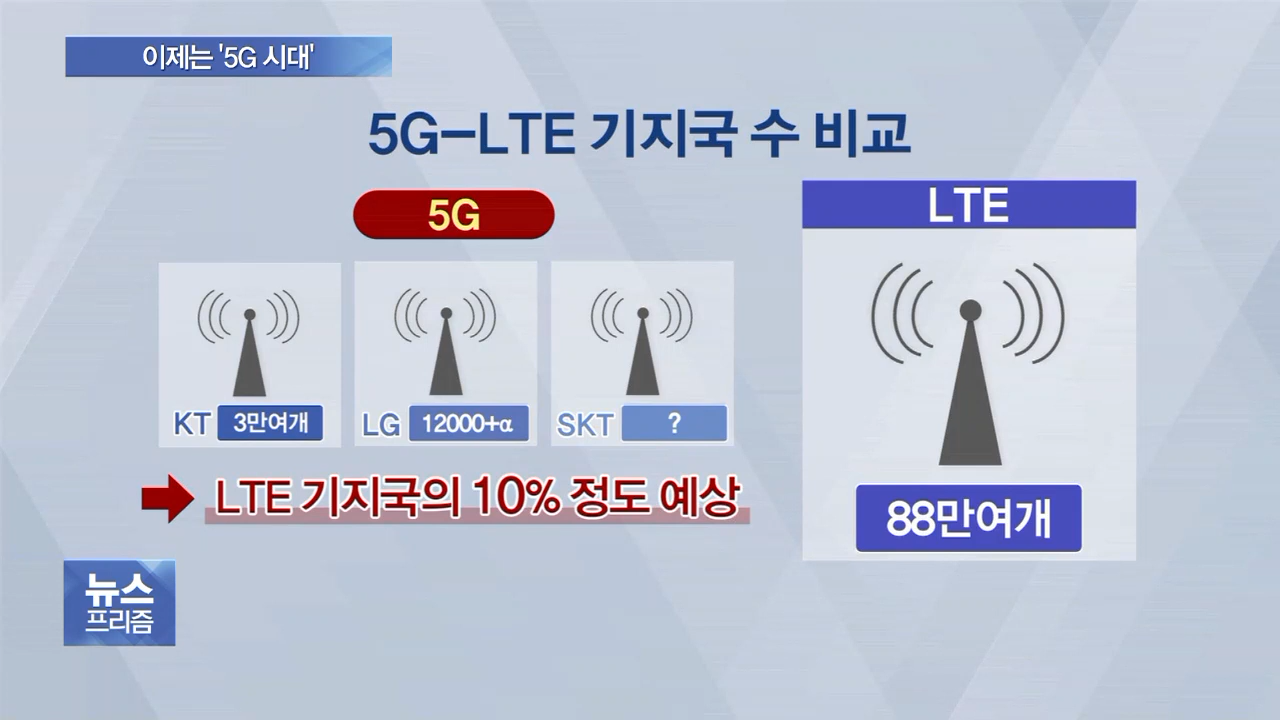 이제는 '5G 시대'
5G-LTE 기지국 수 비교
5G
LTE
KT 3만여개
LG 12000+α
SKT ?
LTE 기지국의 10% 정도 예상
88만여개
뉴스
프리즘